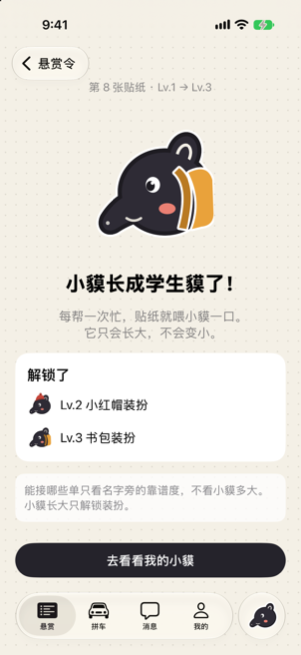 9:41
悬赏令
第 8 张贴纸 · Lv.1 → Lv.3
小貘长成学生貘了！
每帮一次忙，贴纸就喂小貘一口。
它只会长大，不会变小。
解锁了
Lv.2 小红帽装扮
Lv.3 书包装扮
能接哪些单只看名字旁的靠谱度，不看小貘多大。
小貘长大只解锁装扮。
去看看我的小貘
悬赏
拼车
消息
我的